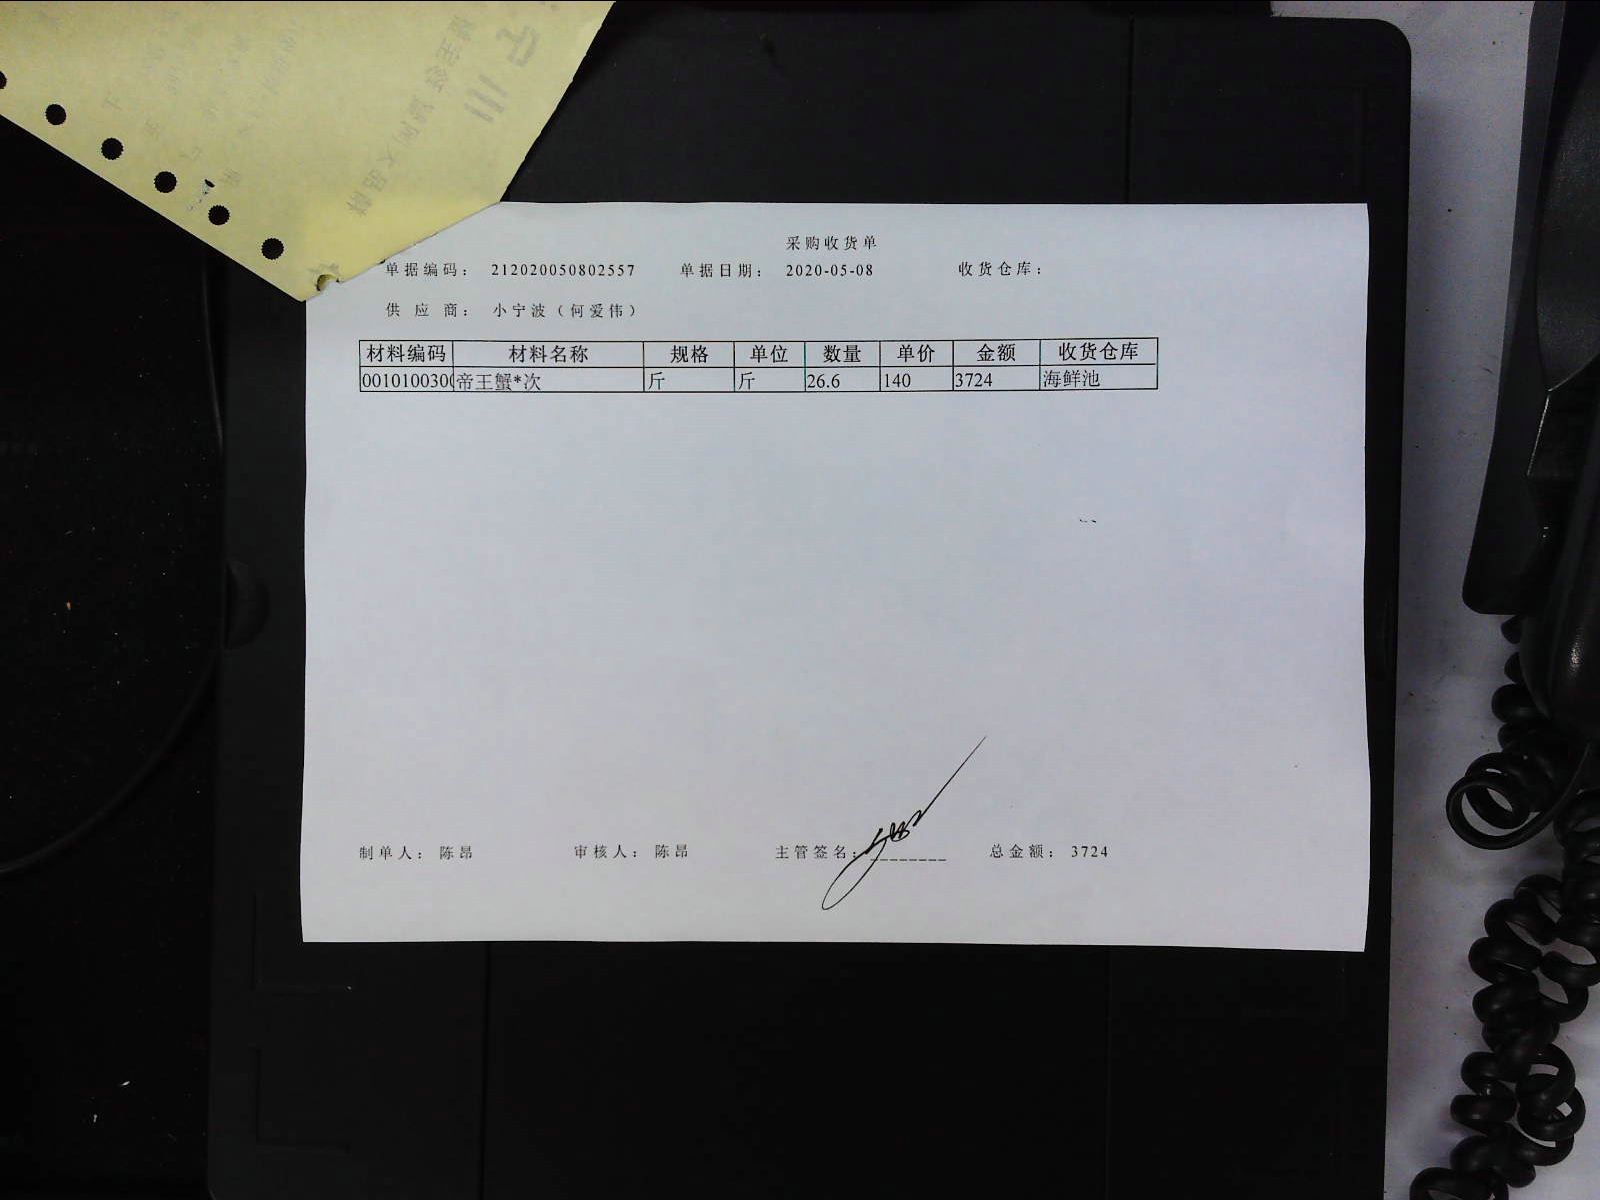 采购收货单
单据编码： 212020050802557 单据日期： 2020-05-08 收货仓库：
供 应 商： 小宁波（何爱伟）
材料编码 材料名称 规格 单位 数量 单价 金额 收货仓库
0010100300 帝王蟹*次 斤 斤 26.6 140 3724 海鲜池
制单人： 陈昂 审核人： 陈昂 主管签名：________ 总金额： 3724